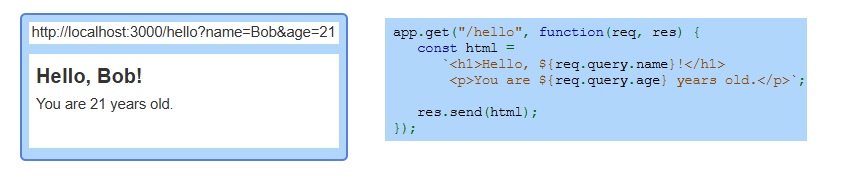 http://localhost:3000/hello?name=Bob&age=21
Hello, Bob!
You are 21 years old.
app.get("/hello", function(req, res) {
   const html =
      `<h1>Hello, ${req.query.name}!</h1>
       <p>You are ${req.query.age} years old.</p>`;

   res.send(html);
});